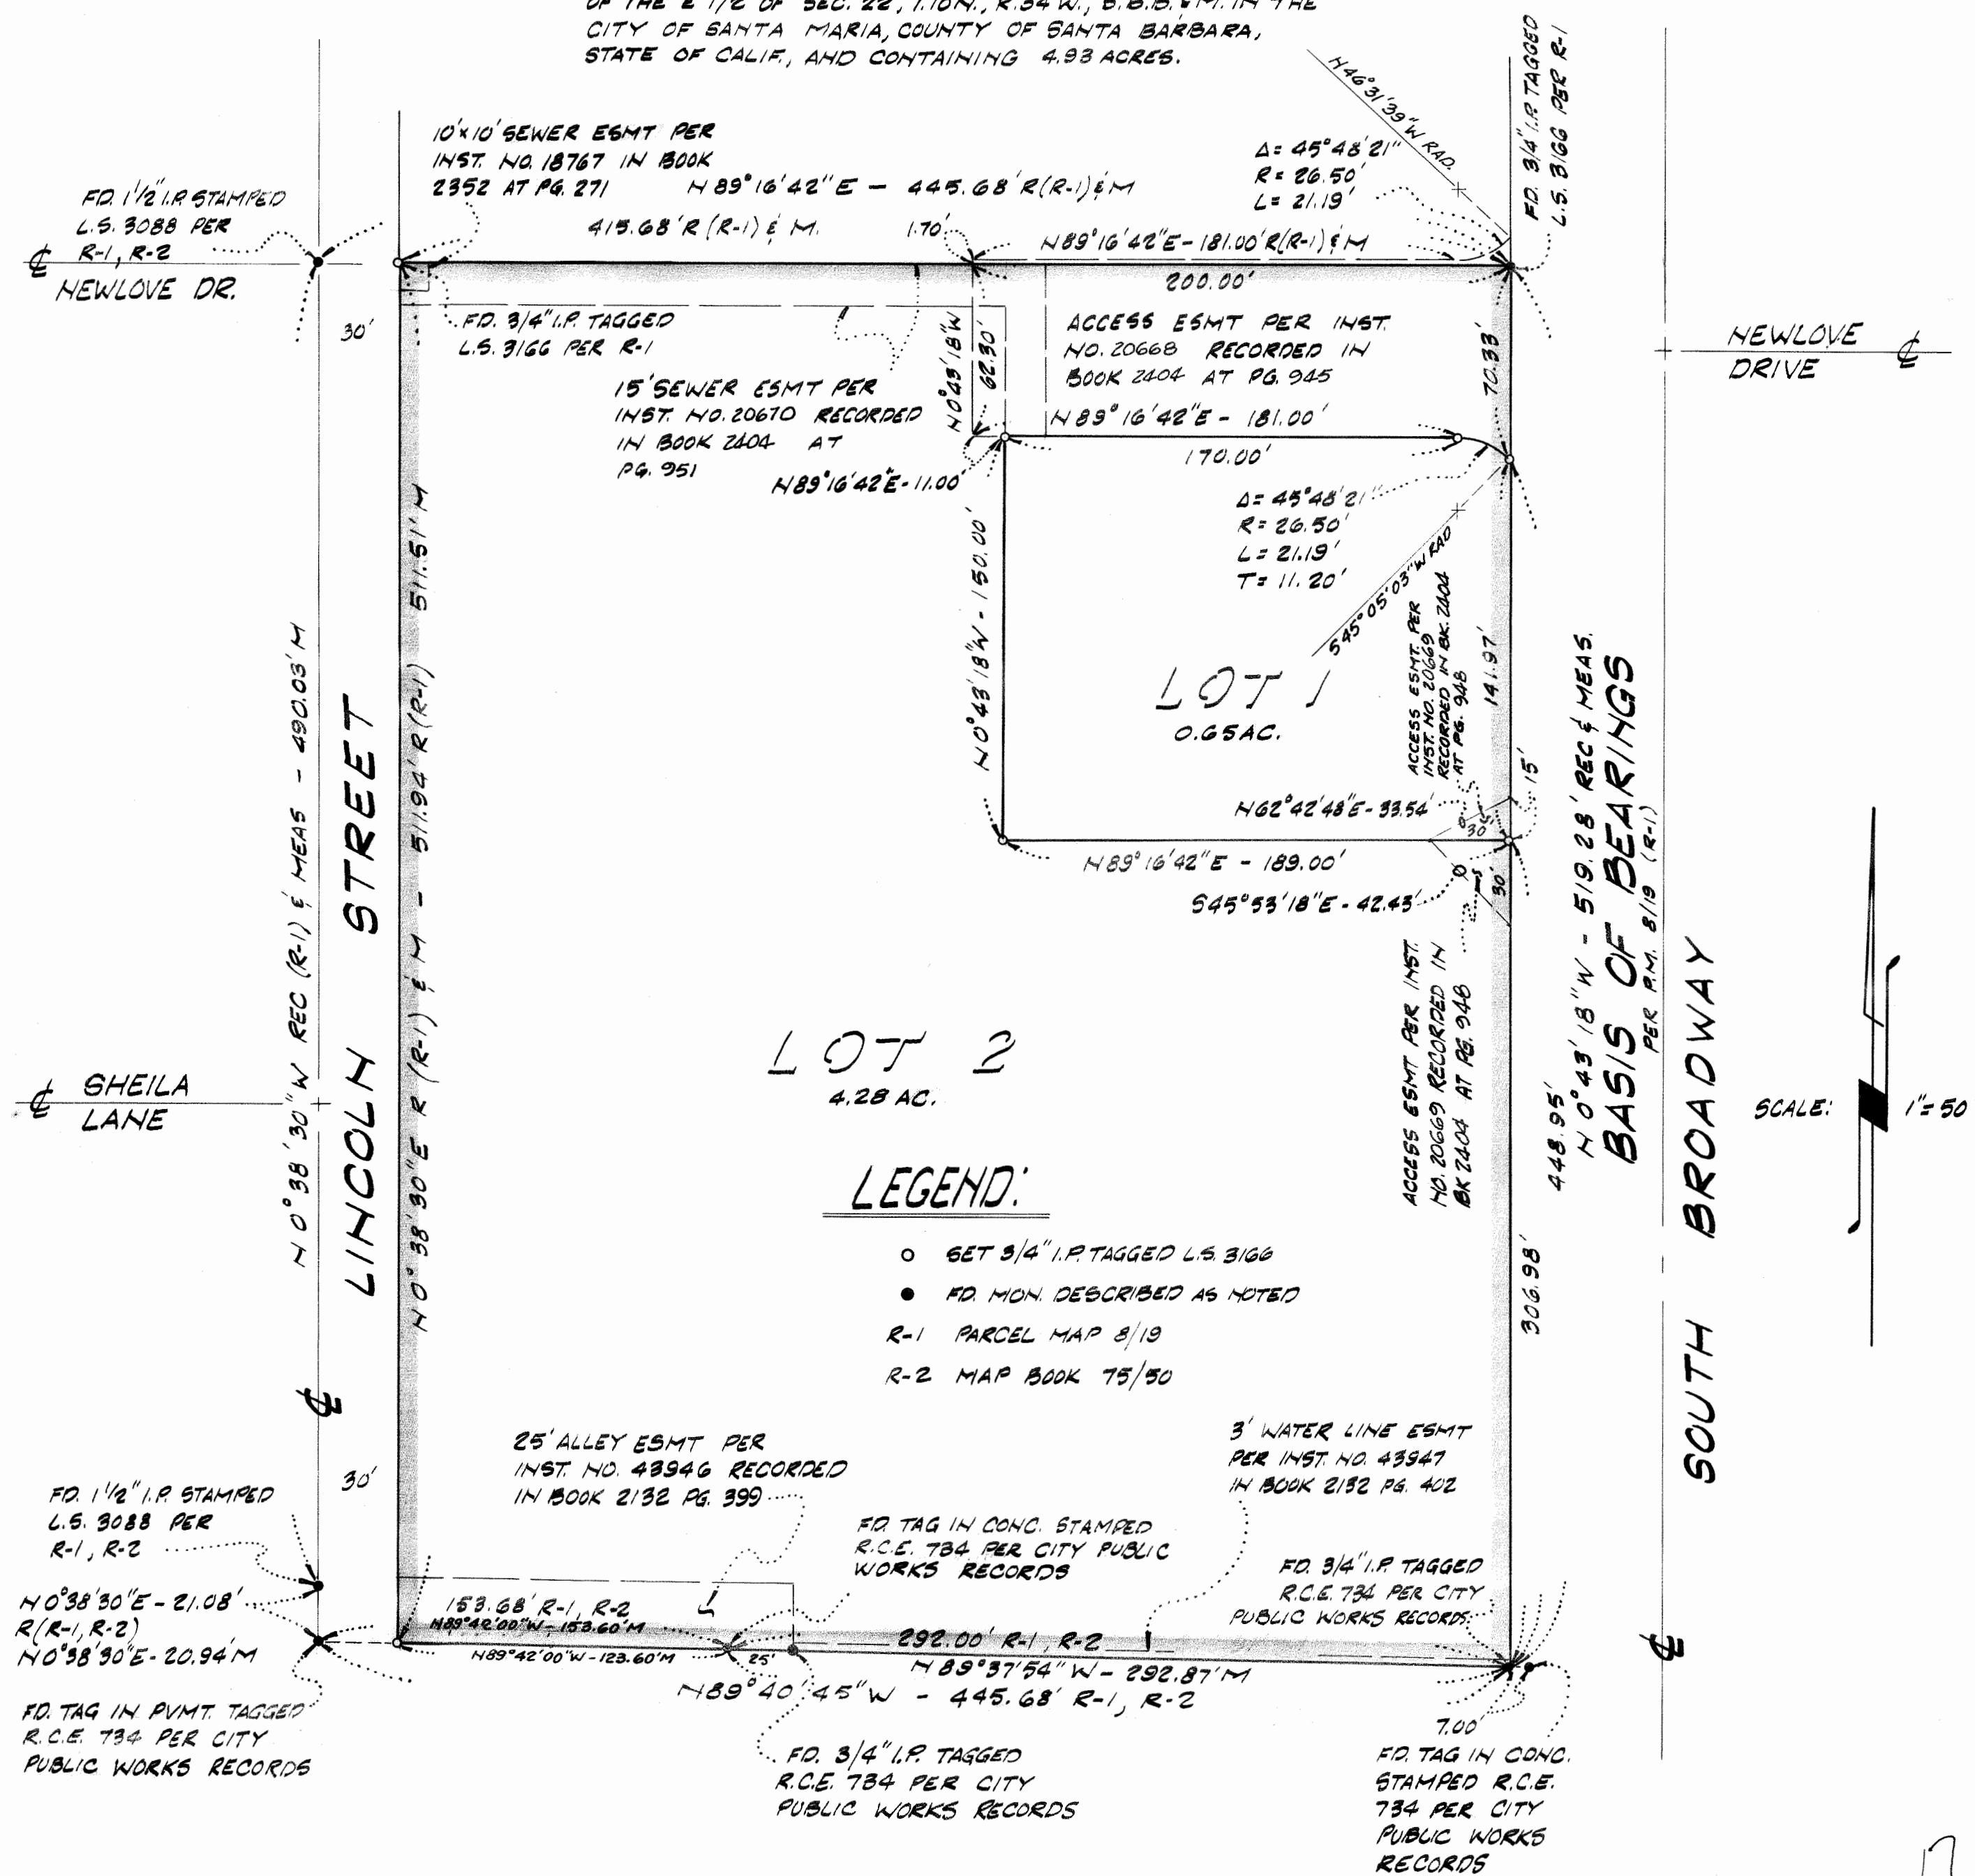 CITY OF SANTA MARIA, COUNTY OF SANTA BARBARA,
STATE OF CALIF., AND CONTAINING 4.93 ACRES.
N46°31'39"W RAD.
FD. 3/4" I.P. TAGGED
L.S. 3166 PER R-1
10'x10' SEWER ESMT PER
INST. NO. 18767 IN BOOK
2352 AT PG. 271
N89°16'42"E - 445.68' R(R-1) & M
415.68' R(R-1) & M.
1.70'
Δ= 45°48'21"
R= 26.50'
L= 21.19'
N89°16'42"E-181.00' R(R-1) & M
200.00'
FD. 1 1/2" I.P. STAMPED
L.S. 3088 PER
R-1, R-2
NEWLOVE DR.
30'
FD. 3/4" I.P. TAGGED
L.S. 3166 PER R-1
15' SEWER ESMT PER
INST. NO. 20670 RECORDED
IN BOOK 2404 AT
PG. 951
N0°43'18"W
62.30'
ACCESS ESMT PER INST.
NO. 20668 RECORDED IN
BOOK 2404 AT PG. 945
70.33'
NEWLOVE
DRIVE
N89°16'42"E - 181.00'
170.00'
N89°16'42"E-11.00'
Δ= 45°48'21"
R= 26.50'
L= 21.19'
T= 11.20'
S45°05'03"W RAD
N0°43'18"W - 150.00'
LOT 1
0.65 AC.
ACCESS ESMT. PER
INST. NO. 20669
RECORDED IN BK. 2404
AT PG. 948
141.97'
15'
N62°42'48"E-33.54'
30'
N89°16'42"E - 189.00'
S45°53'18"E-42.43'
30'
ACCESS ESMT PER INST.
NO. 20669 RECORDED IN
BK 2404 AT PG. 948
N0°38'30"W REC (R-1) & MEAS - 490.03' M
LINCOLN STREET
N0°38'30"E R (R-1) & M - 511.94' R(R-1) 511.51' M
SHEILA
LANE
LOT 2
4.28 AC.
448.95'
306.98'
N0°43'18"W - 519.28' REC & MEAS.
BASIS OF BEARINGS
PER P.M. 8/19 (R-1)
SOUTH BROADWAY
SCALE: 1"=50
LEGEND:
SET 3/4" I.P. TAGGED L.S. 3166
FD. MON. DESCRIBED AS NOTED
R-1 PARCEL MAP 8/19
R-2 MAP BOOK 75/50
30'
FD. 1 1/2" I.P. STAMPED
L.S. 3088 PER
R-1, R-2
N0°38'30"E-21.08'
R(R-1, R-2)
N0°38'30"E-20.94'M
FD. TAG IN PVMT. TAGGED
R.C.E. 734 PER CITY
PUBLIC WORKS RECORDS
25' ALLEY ESMT PER
INST. NO. 43946 RECORDED
IN BOOK 2132 PG. 399
FD. TAG IN CONC. STAMPED
R.C.E. 734 PER CITY PUBLIC
WORKS RECORDS
3' WATER LINE ESMT
PER INST. NO. 43947
IN BOOK 2132 PG. 402
FD. 3/4" I.P. TAGGED
R.C.E. 734 PER CITY
PUBLIC WORKS RECORDS.
153.68' R-1, R-2
N89°42'00"W-153.60'M
N89°42'00"W-123.60'M
25'
292.00' R-1, R-2
N89°37'54"W - 292.87'M
N89°40'45"W - 445.68' R-1, R-2
FD. 3/4" I.P. TAGGED
R.C.E. 734 PER CITY
PUBLIC WORKS RECORDS
7.00'
FD. TAG IN CONC.
STAMPED R.C.E.
734 PER CITY
PUBLIC WORKS
RECORDS